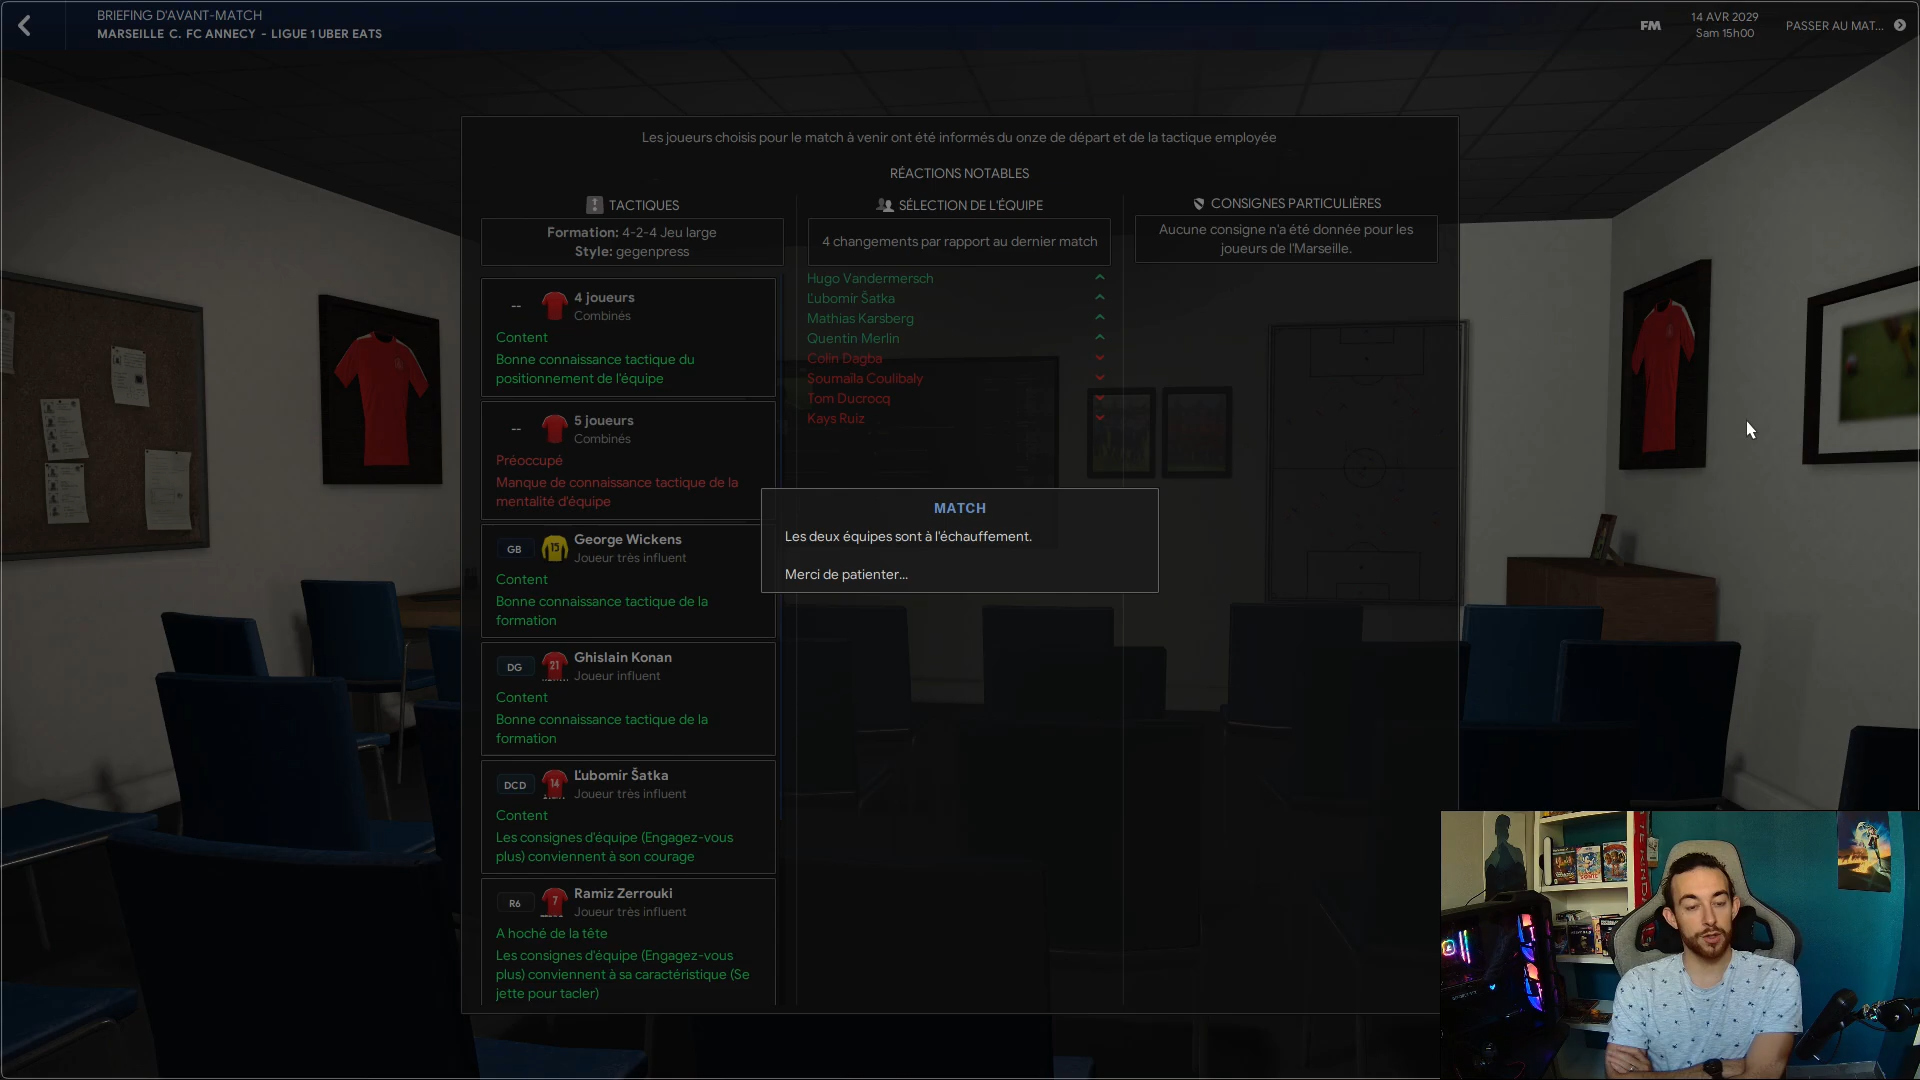 BRIEFING D'AVANT-MATCH
MARSEILLE C. FC ANNECY - LIGUE 1 UBER EATS
FM
14 AVR 2029
Sam 15h00
PASSER AU MAT...
Les joueurs choisis pour le match à venir ont été informés du onze de départ et de la tactique employée
RÉACTIONS NOTABLES
TACTIQUES
Formation: 4-2-4 Jeu large
Style: gegenpress
-- 4 joueurs
Combinés
Content
Bonne connaissance tactique du
positionnement de l'équipe
-- 5 joueurs
Combinés
Préoccupé
Manque de connaissance tactique de la
mentalité d'équipe
GB 15 George Wickens
Joueur très influent
Content
Bonne connaissance tactique de la
formation
DG 21 Ghislain Konan
Joueur influent
Content
Bonne connaissance tactique de la
formation
DCD 14 Ľubomír Šatka
Joueur très influent
Content
Les consignes d'équipe (Engagez-vous
plus) conviennent à son courage
R6 7 Ramiz Zerrouki
Joueur très influent
A hoché de la tête
Les consignes d'équipe (Engagez-vous
plus) conviennent à sa caractéristique (Se
jette pour tacler)
SÉLECTION DE L'ÉQUIPE
4 changements par rapport au dernier match
Hugo Vandermersch
Ľubomír Šatka
Mathias Karsberg
Quentin Merlin
Colin Dagba
Soumaila Coulibaly
Tom Ducrocq
Kays Ruiz
CONSIGNES PARTICULIÈRES
Aucune consigne n'a été donnée pour les
joueurs de l'Marseille.
MATCH
Les deux équipes sont à l'échauffement.
Merci de patienter...